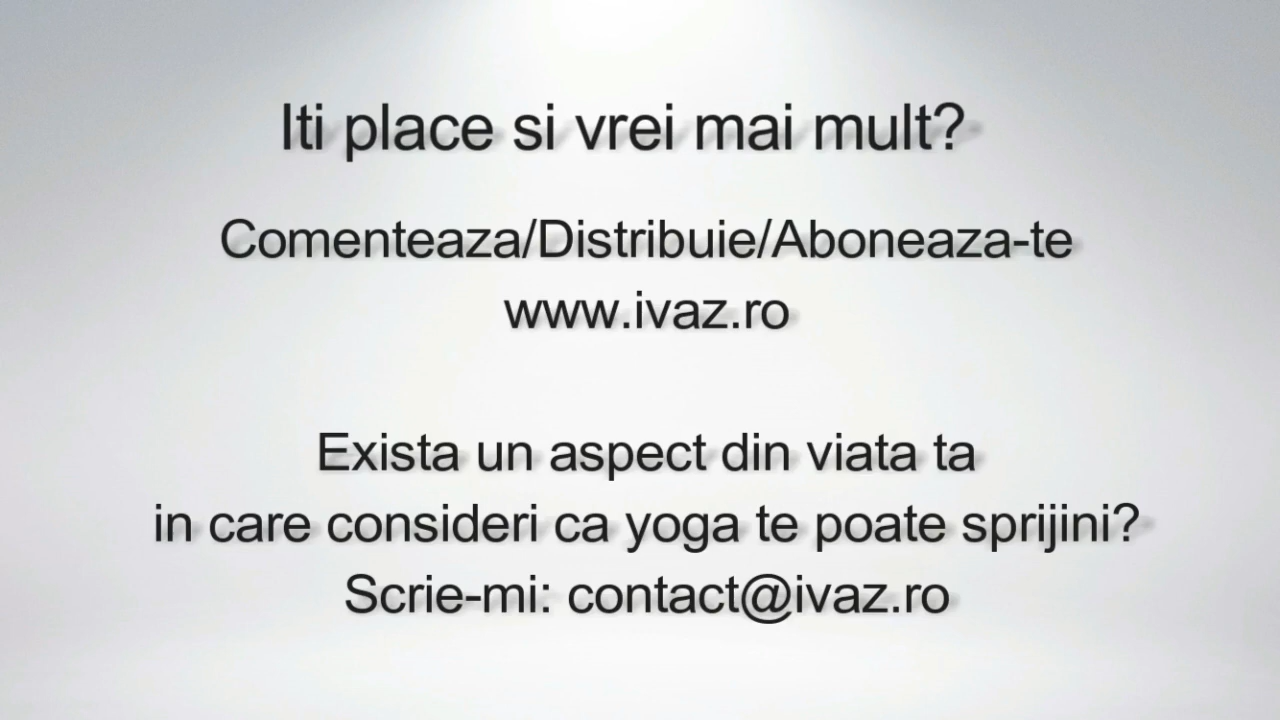 Iti place si vrei mai mult?
Comenteaza/Distribuie/Aboneaza-te
www.ivaz.ro
Exista un aspect din viata ta
in care consideri ca yoga te poate sprijini?
Scrie-mi: contact@ivaz.ro